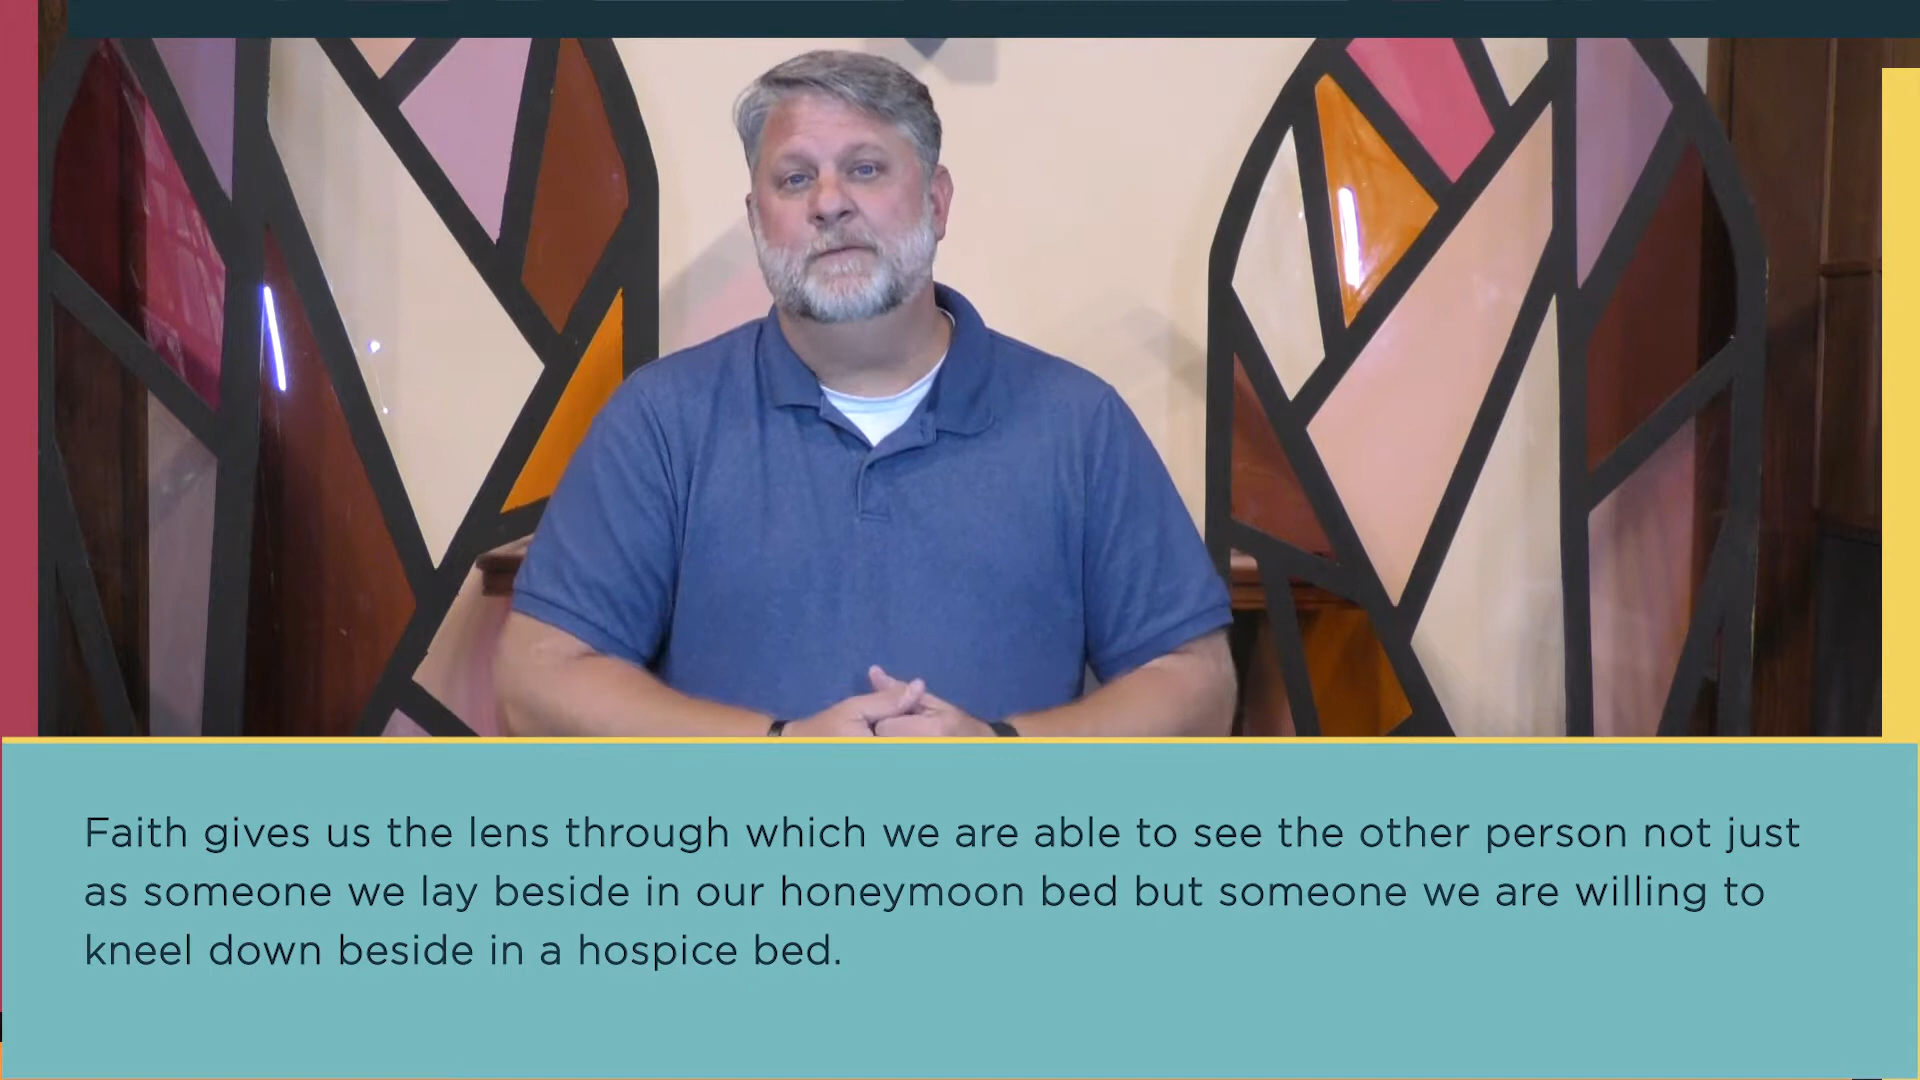 Faith gives us the lens through which we are able to see the other person not just
as someone we lay beside in our honeymoon bed but someone we are willing to
kneel down beside in a hospice bed.